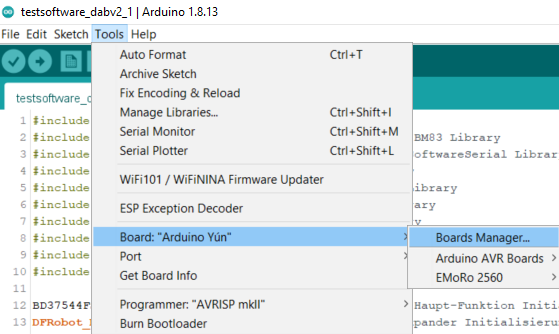 testsoftware_dabv2_1 | Arduino 1.8.13
File Edit Sketch Tools Help
Auto Format Ctrl+T
Archive Sketch
Fix Encoding & Reload
testsoftware_da
Manage Libraries... Ctrl+Shift+I
1 #include
Serial Monitor Ctrl+Shift+M
2 #include BM83 Library
Serial Plotter Ctrl+Shift+L
3 #include oftwareSerial Librar
4 #include
WiFi101 / WiFiNINA Firmware Updater
5 #include ibrary
6 #include ary
ESP Exception Decoder
7 #include y
8 #include
Board: "Arduino Yún" Boards Manager...
9 #include
Port Arduino AVR Boards
10 #include
Get Board Info EMoRo 2560
11
12 BD37544F Haupt-Funktion Initi
Programmer: "AVRISP mkII"
13 DFRobot_ pander Initialisieru
Burn Bootloader